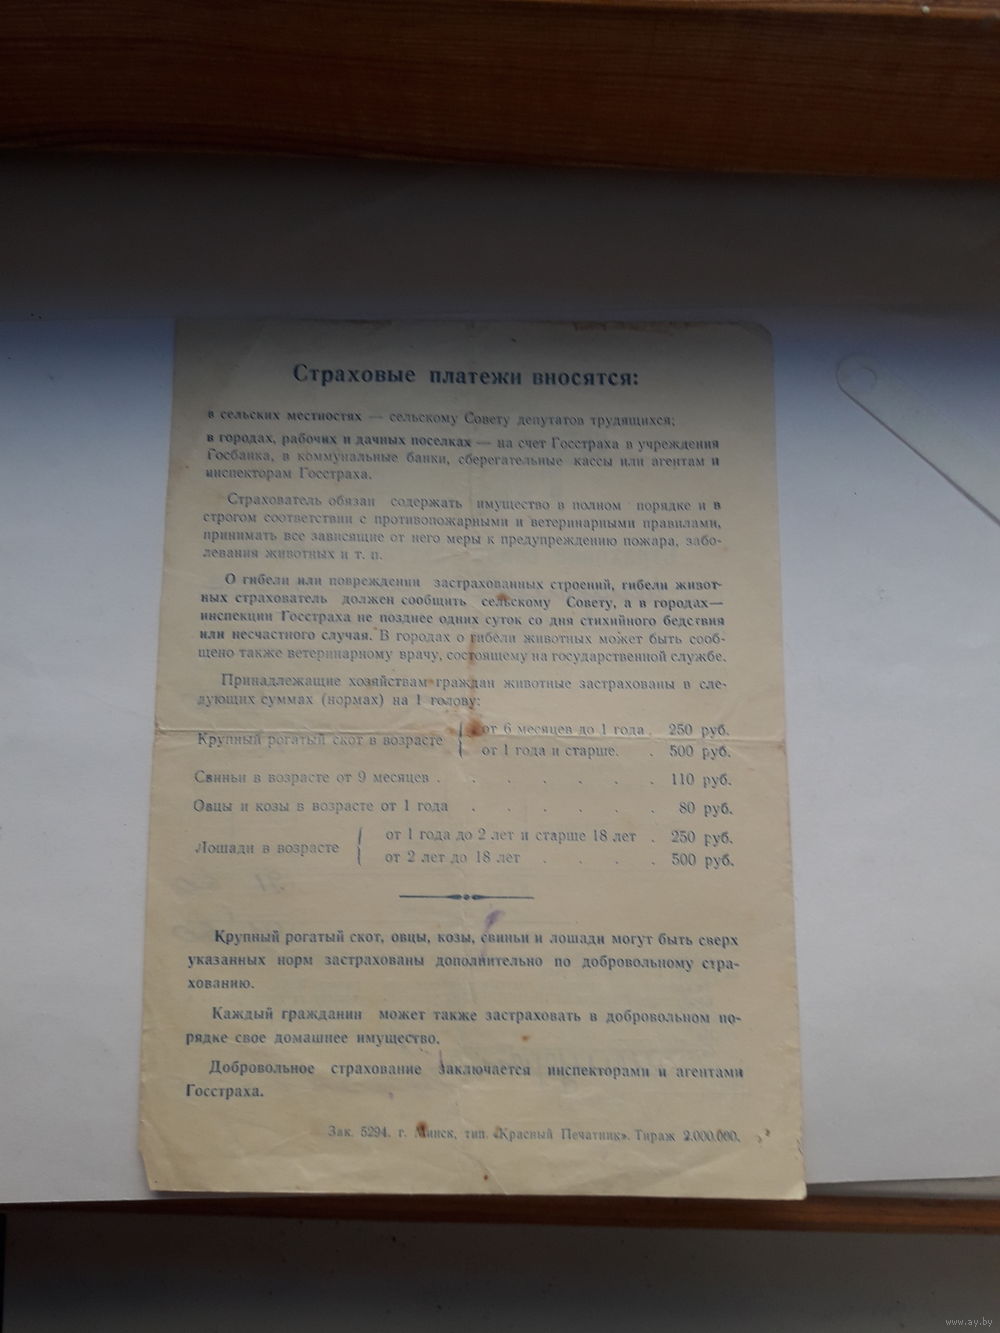 Страховые платежи вносятся:
в сельских местностях — сельскому Совету депутатов трудящихся;
в городах, рабочих и дачных поселках — на счет Госстраха в учреждения
Госбанка, в коммунальные банки, сберегательные кассы или агентам и
инспекторам Госстраха.
Страхователь обязан содержать имущество в полном порядке и в
строгом соответствии с противопожарными и ветеринарными правилами,
принимать все зависящие от него меры к предупреждению пожара, забо-
левания животных и т. п.
О гибели или повреждении застрахованных строений, гибели живот-
ных страхователь должен сообщить сельскому Совету, а в городах—
инспекции Госстраха не позднее одних суток со дня стихийного бедствия
или несчастного случая. В городах о гибели животных может быть сооб-
щено также ветеринарному врачу, состоящему на государственной службе.
Принадлежащие хозяйствам граждан животные застрахованы в сле-
дующих суммах (нормах) на 1 голову:
Крупный рогатый скот в возрасте { от 6 месяцев до 1 года . 250 руб.
от 1 года и старше. . 500 руб.
Свиньи в возрасте от 9 месяцев . . . . . . . 110 руб.
Овцы и козы в возрасте от 1 года . . . . . . 80 руб.
Лошади в возрасте { от 1 года до 2 лет и старше 18 лет . 250 руб.
от 2 лет до 18 лет . . . . 500 руб.
Крупный рогатый скот, овцы, козы, свиньи и лошади могут быть сверх
указанных норм застрахованы дополнительно по добровольному стра-
хованию.
Каждый гражданин может также застраховать в добровольном по-
рядке свое домашнее имущество.
Добровольное страхование заключается инспекторами и агентами
Госстраха.
Зак. 5294. г. Минск, тип. «Красный Печатник». Тираж 2.000.000.
www.ay.by